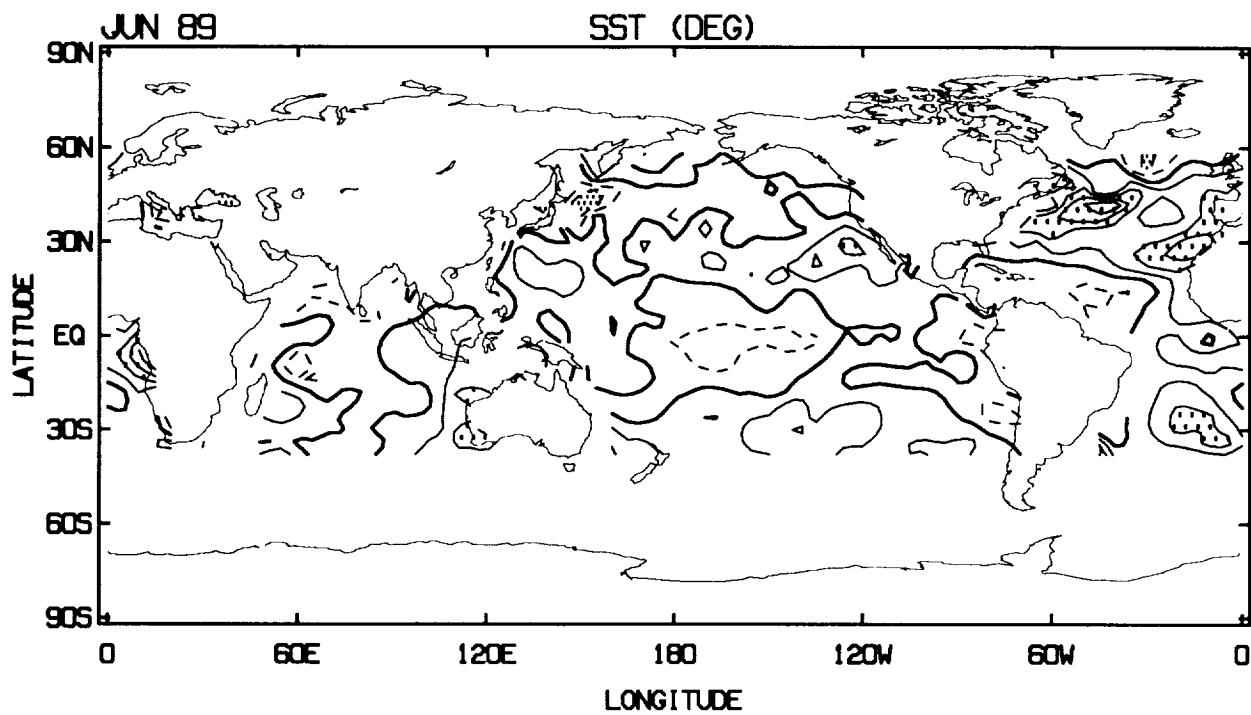 JUN 89 SST (DEG)
90N
60N
30N
EQ
30S
60S
90S
LATITUDE
0 60E 120E 180 120W 60W 0
LONGITUDE